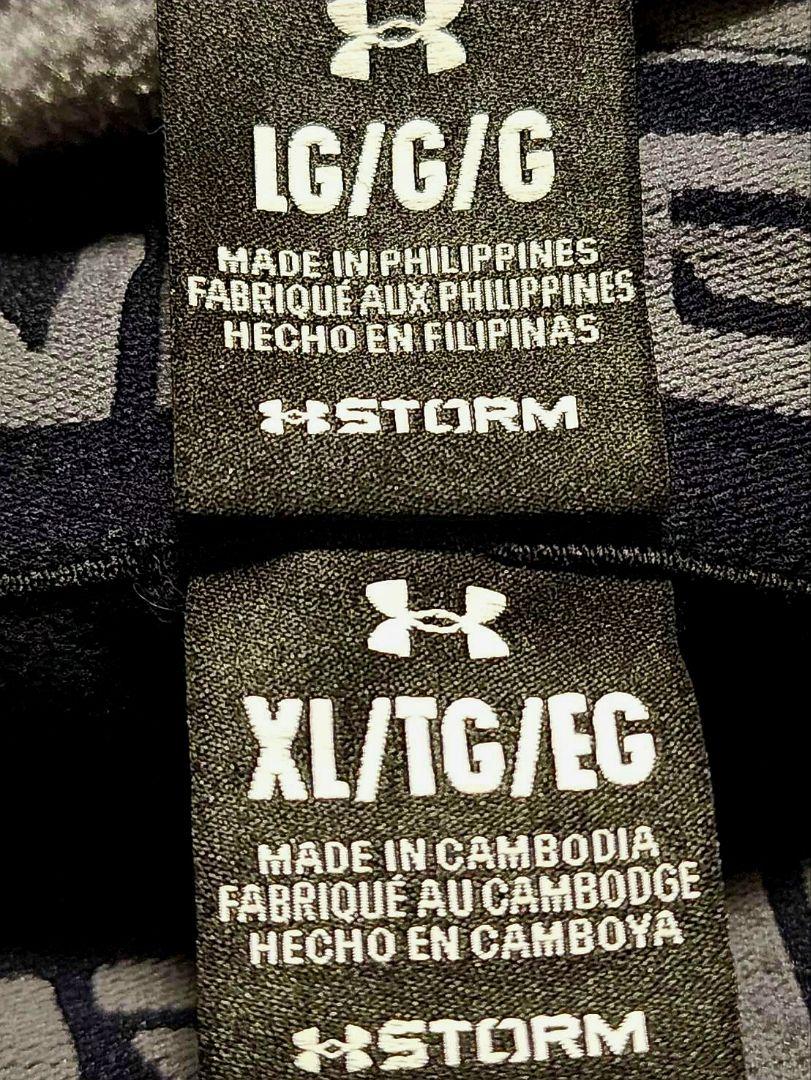 LG/G/G
MADE IN PHILIPPINES
FABRIQUÉ AUX PHILIPPINES
HECHO EN FILIPINAS
STORM
XL/TG/EG
MADE IN CAMBODIA
FABRIQUÉ AU CAMBODGE
HECHO EN CAMBOYA
STORM